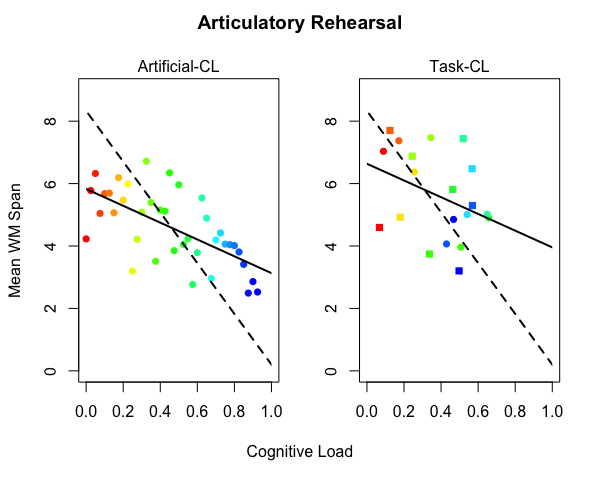 Articulatory Rehearsal
Artificial-CL
Task-CL
Mean WM Span
8
6
4
2
0
0.0 0.2 0.4 0.6 0.8 1.0
8
6
4
2
0
0.0 0.2 0.4 0.6 0.8 1.0
Cognitive Load